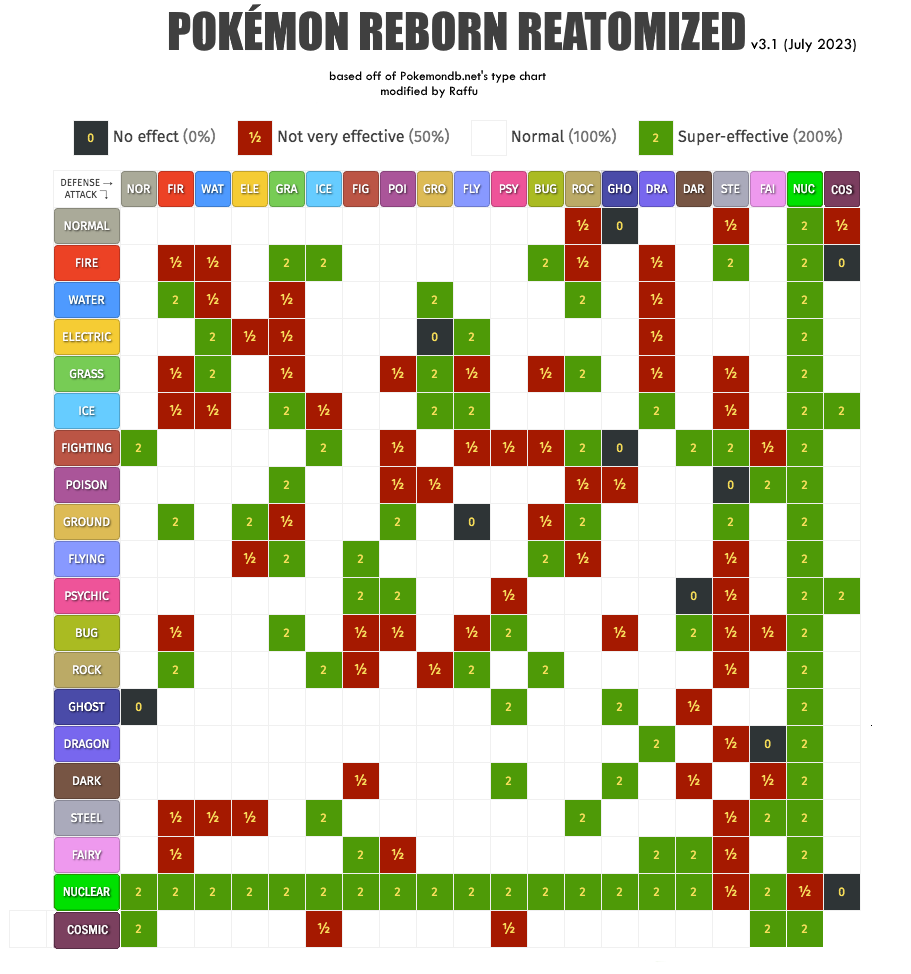 POKÉMON REBORN REATOMIZED v3.1 (July 2023)
based off of Pokemondb.net's type chart
modified by Raffu
0 No effect (0%) ½ Not very effective (50%) Normal (100%) 2 Super-effective (200%)
DEFENSE → NOR FIR WAT ELE GRA ICE FIG POI GRO FLY PSY BUG ROC GHO DRA DAR STE FAI NUC COS
ATTACK ⤵
NORMAL ½ 0 ½ 2 ½
FIRE ½ ½ 2 2 2 ½ ½ 2 2 0
WATER 2 ½ ½ 2 2 ½ 2
ELECTRIC 2 ½ ½ 0 2 ½ 2
GRASS ½ 2 ½ ½ 2 ½ ½ 2 ½ ½ 2
ICE ½ ½ 2 ½ 2 2 2 ½ 2 2
FIGHTING 2 2 ½ ½ ½ ½ 2 0 2 2 ½ 2
POISON 2 ½ ½ ½ ½ 0 2 2
GROUND 2 2 ½ 2 0 ½ 2 2 2
FLYING ½ 2 2 2 ½ ½ 2
PSYCHIC 2 2 ½ 0 ½ 2 2
BUG ½ 2 ½ ½ ½ 2 ½ 2 ½ ½ 2
ROCK 2 2 ½ ½ 2 2 ½ 2
GHOST 0 2 2 ½ 2
DRAGON 2 ½ 0 2
DARK ½ 2 2 ½ ½ 2
STEEL ½ ½ ½ 2 2 ½ 2 2
FAIRY ½ 2 ½ 2 2 ½ 2
NUCLEAR 2 2 2 2 2 2 2 2 2 2 2 2 2 2 2 2 ½ 2 ½ 0
COSMIC 2 ½ ½ 2 2